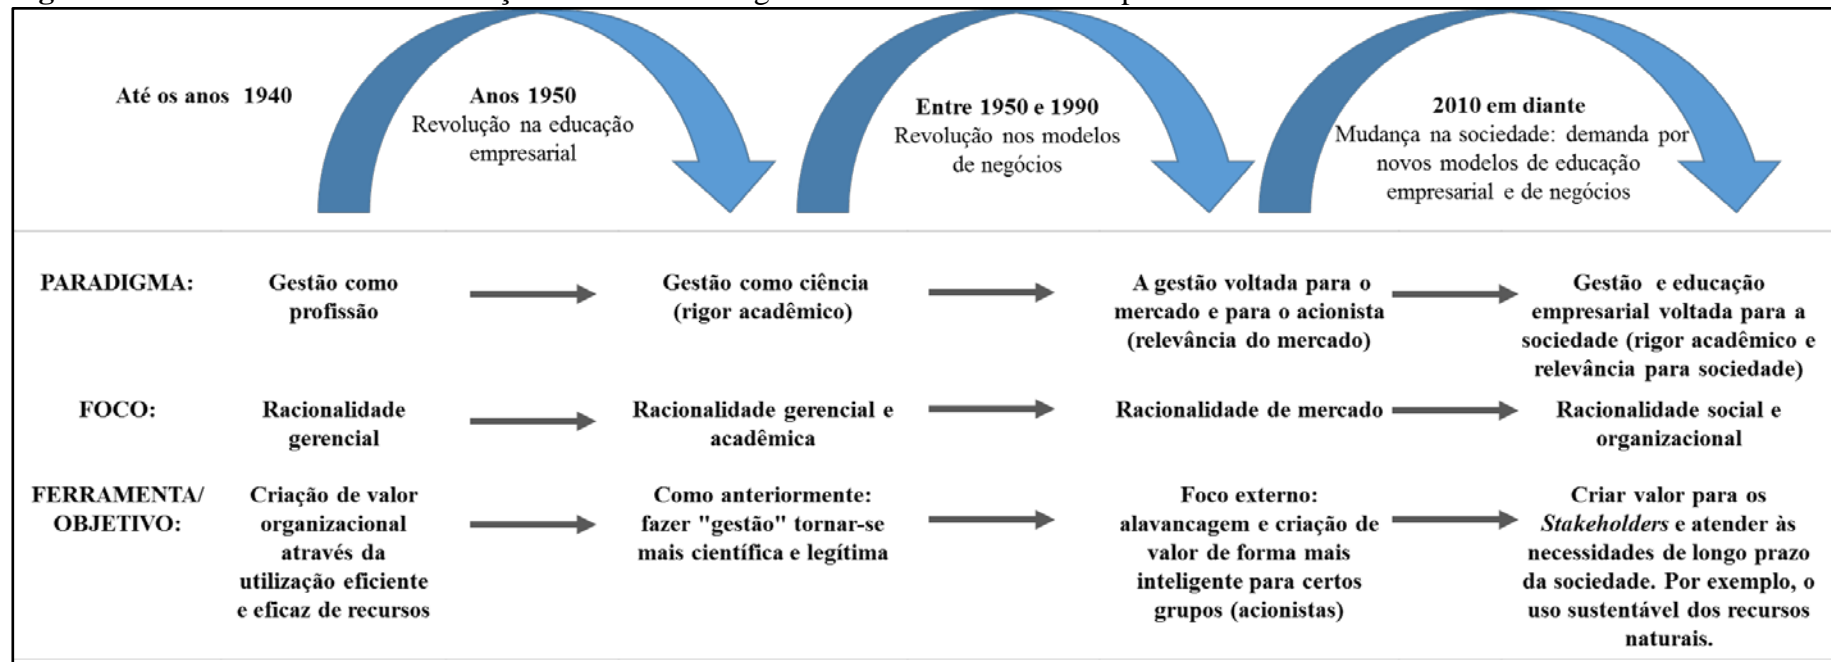 Até os anos 1940
Anos 1950
Revolução na educação
empresarial
Entre 1950 e 1990
Revolução nos modelos
de negócios
2010 em diante
Mudança na sociedade: demanda por
novos modelos de educação
empresarial e de negócios
PARADIGMA:
Gestão como
profissão
Gestão como ciência
(rigor acadêmico)
A gestão voltada para o
mercado e para o acionista
(relevância do mercado)
Gestão e educação
empresarial voltada para a
sociedade (rigor acadêmico e
relevância para sociedade)
FOCO:
Racionalidade
gerencial
Racionalidade gerencial e
acadêmica
Racionalidade de mercado
Racionalidade social e
organizacional
FERRAMENTA/
OBJETIVO:
Criação de valor
organizacional
através da
utilização eficiente
e eficaz de recursos
Como anteriormente:
fazer "gestão" tornar-se
mais científica e legítima
Foco externo:
alavancagem e criação de
valor de forma mais
inteligente para certos
grupos (acionistas)
Criar valor para os
Stakeholders e atender às
necessidades de longo prazo
da sociedade. Por exemplo, o
uso sustentável dos recursos
naturais.